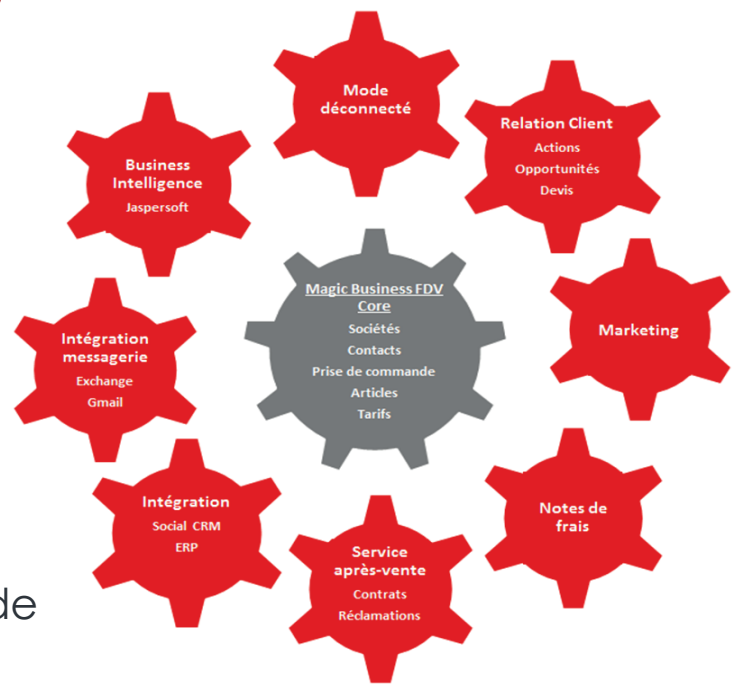 Mode
déconnecté
Relation Client
Actions
Opportunités
Devis
Business
Intelligence
Jaspersoft
Magic Business FDV
Core
Sociétés
Contacts
Prise de commande
Articles
Tarifs
Marketing
Intégration
messagerie
Exchange
Gmail
Intégration
Social CRM
ERP
Notes de
frais
Service
après-vente
Contrats
Réclamations
de